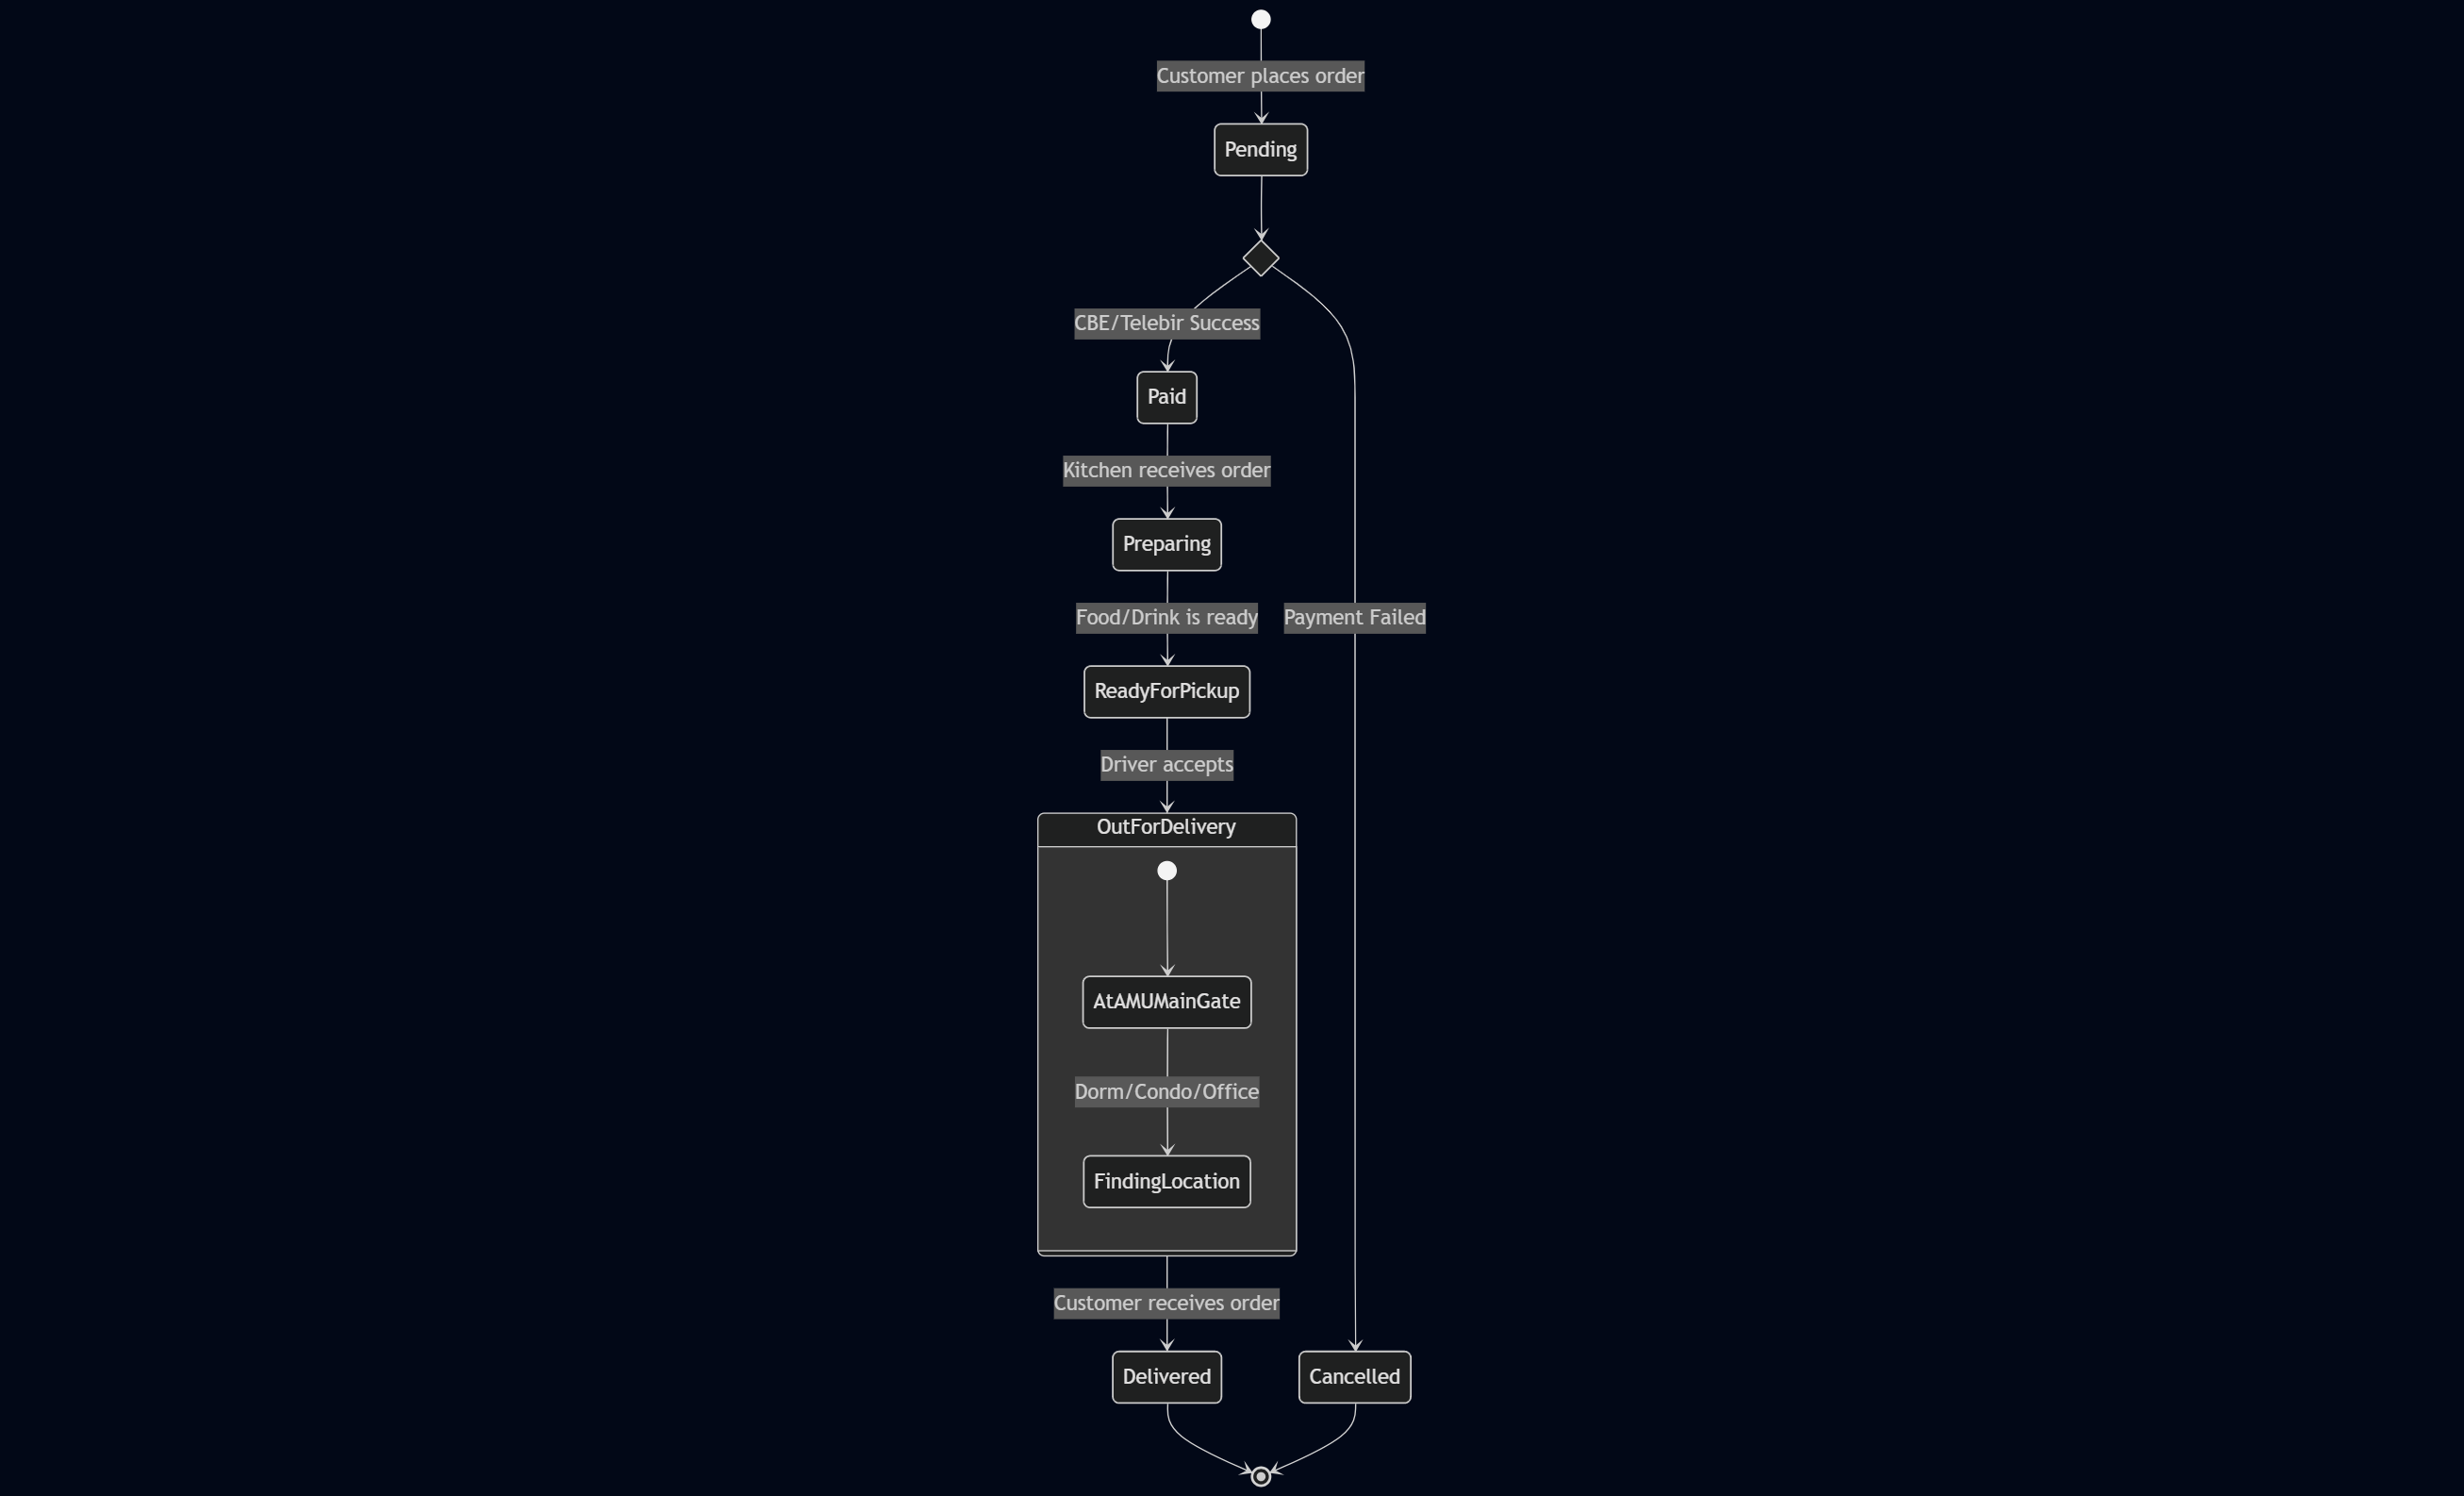 Customer places order
Pending
CBE/Telebir Success
Paid
Kitchen receives order
Preparing
Food/Drink is ready
Payment Failed
ReadyForPickup
Driver accepts
OutForDelivery
AtAMUMainGate
Dorm/Condo/Office
FindingLocation
Customer receives order
Delivered
Cancelled